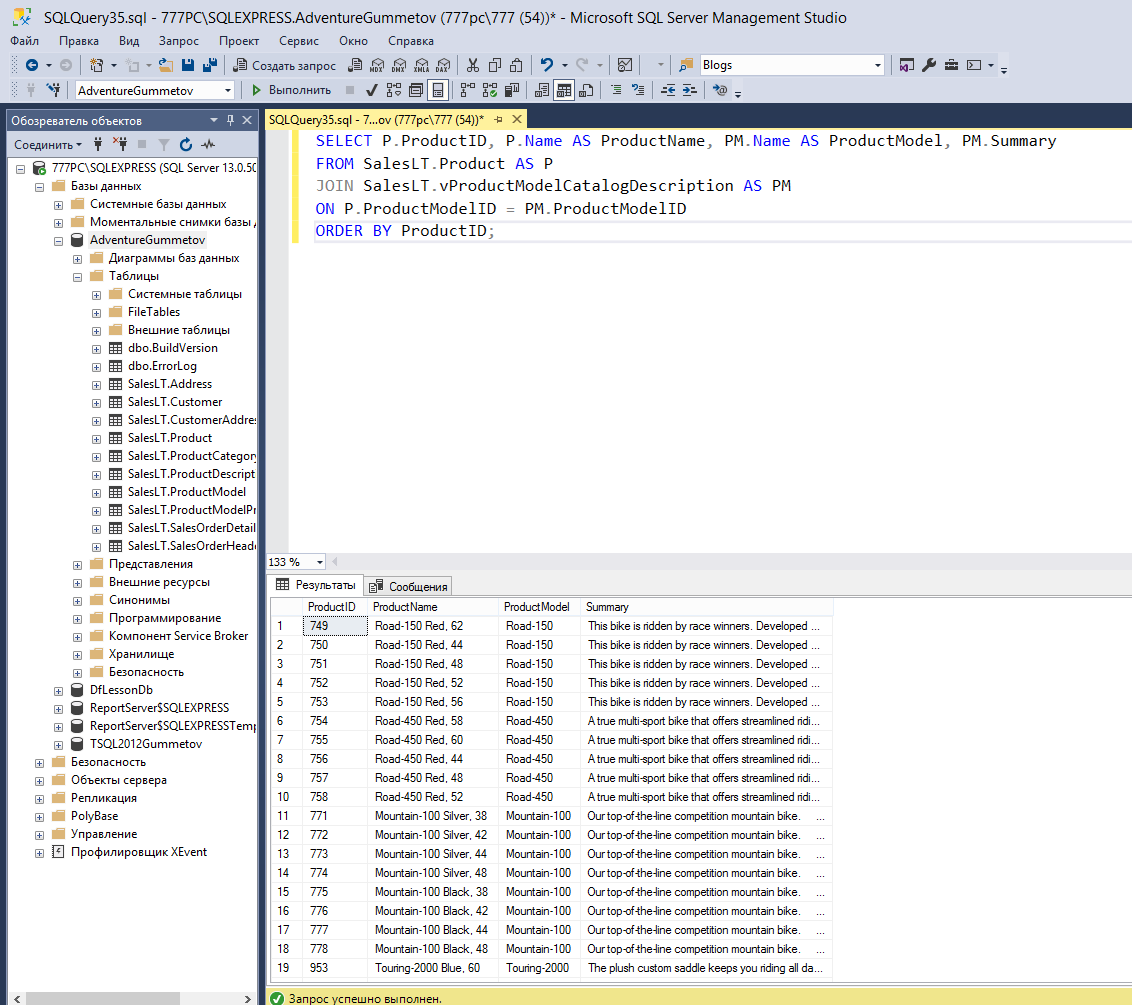 SQLQuery35.sql - 777PC\SQLEXPRESS.AdventureGummetov (777pc\777 (54))* - Microsoft SQL Server Management Studio
Файл Правка Вид Запрос Проект Сервис Окно Справка
Создать запрос MDX DMX XMLA DAX Blogs
AdventureGummetov Выполнить
Обозреватель объектов
Соединить
777PC\SQLEXPRESS (SQL Server 13.0.50
Базы данных
Системные базы данных
Моментальные снимки базы
AdventureGummetov
Диаграммы баз данных
Таблицы
Системные таблицы
FileTables
Внешние таблицы
dbo.BuildVersion
dbo.ErrorLog
SalesLT.Address
SalesLT.Customer
SalesLT.CustomerAddre
SalesLT.Product
SalesLT.ProductCategory
SalesLT.ProductDescript
SalesLT.ProductModel
SalesLT.ProductModelPr
SalesLT.SalesOrderDetail
SalesLT.SalesOrderHeade
Представления
Внешние ресурсы
Синонимы
Программирование
Компонент Service Broker
Хранилище
Безопасность
DfLessonDb
ReportServer$SQLEXPRESS
ReportServer$SQLEXPRESSTemp
TSQL2012Gummetov
Безопасность
Объекты сервера
Репликация
PolyBase
Управление
Профилировщик XEvent
SQLQuery35.sql - 7...ov (777pc\777 (54))*
SELECT P.ProductID, P.Name AS ProductName, PM.Name AS ProductModel, PM.Summary
FROM SalesLT.Product AS P
JOIN SalesLT.vProductModelCatalogDescription AS PM
ON P.ProductModelID = PM.ProductModelID
ORDER BY ProductID;
133 %
Результаты Сообщения
ProductID ProductName ProductModel Summary
1 749 Road-150 Red, 62 Road-150 This bike is ridden by race winners. Developed ...
2 750 Road-150 Red, 44 Road-150 This bike is ridden by race winners. Developed ...
3 751 Road-150 Red, 48 Road-150 This bike is ridden by race winners. Developed ...
4 752 Road-150 Red, 52 Road-150 This bike is ridden by race winners. Developed ...
5 753 Road-150 Red, 56 Road-150 This bike is ridden by race winners. Developed ...
6 754 Road-450 Red, 58 Road-450 A true multi-sport bike that offers streamlined ridi...
7 755 Road-450 Red, 60 Road-450 A true multi-sport bike that offers streamlined ridi...
8 756 Road-450 Red, 44 Road-450 A true multi-sport bike that offers streamlined ridi...
9 757 Road-450 Red, 48 Road-450 A true multi-sport bike that offers streamlined ridi...
10 758 Road-450 Red, 52 Road-450 A true multi-sport bike that offers streamlined ridi...
11 771 Mountain-100 Silver, 38 Mountain-100 Our top-of-the-line competition mountain bike. ...
12 772 Mountain-100 Silver, 42 Mountain-100 Our top-of-the-line competition mountain bike. ...
13 773 Mountain-100 Silver, 44 Mountain-100 Our top-of-the-line competition mountain bike. ...
14 774 Mountain-100 Silver, 48 Mountain-100 Our top-of-the-line competition mountain bike. ...
15 775 Mountain-100 Black, 38 Mountain-100 Our top-of-the-line competition mountain bike. ...
16 776 Mountain-100 Black, 42 Mountain-100 Our top-of-the-line competition mountain bike. ...
17 777 Mountain-100 Black, 44 Mountain-100 Our top-of-the-line competition mountain bike. ...
18 778 Mountain-100 Black, 48 Mountain-100 Our top-of-the-line competition mountain bike. ...
19 953 Touring-2000 Blue, 60 Touring-2000 The plush custom saddle keeps you riding all da...
Запрос успешно выполнен.